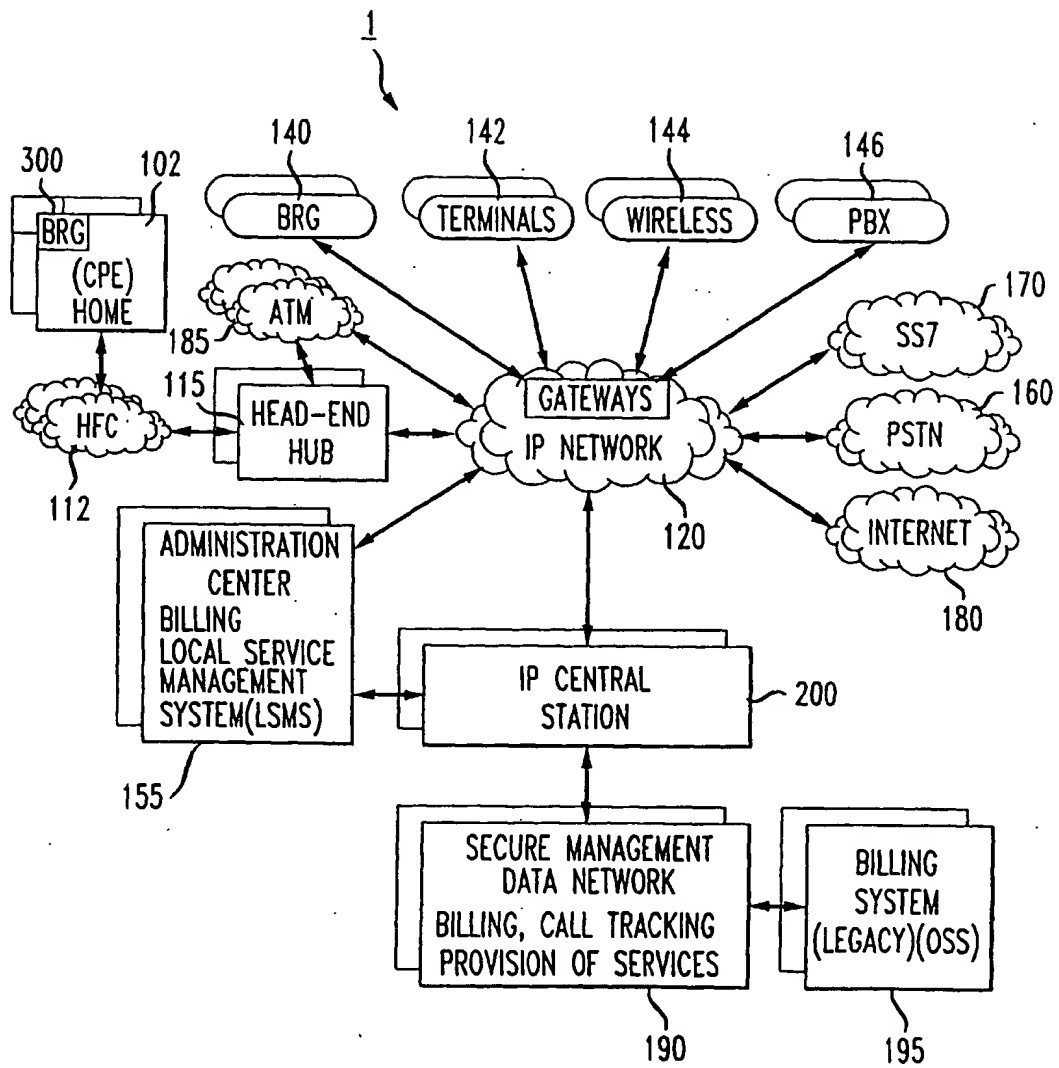 1
140
142
144
146
300
102
BRG
TERMINALS
WIRELESS
PBX
BRG
(CPE)
HOME
ATM
185
170
SS7
GATEWAYS
IP NETWORK
120
115
HEAD-END
HUB
HFC
112
160
PSTN
INTERNET
180
ADMINISTRATION
CENTER
BILLING
LOCAL SERVICE
MANAGEMENT
SYSTEM(LSMS)
155
IP CENTRAL
STATION
200
SECURE MANAGEMENT
DATA NETWORK
BILLING, CALL TRACKING
PROVISION OF SERVICES
190
BILLING
SYSTEM
(LEGACY)(OSS)
195